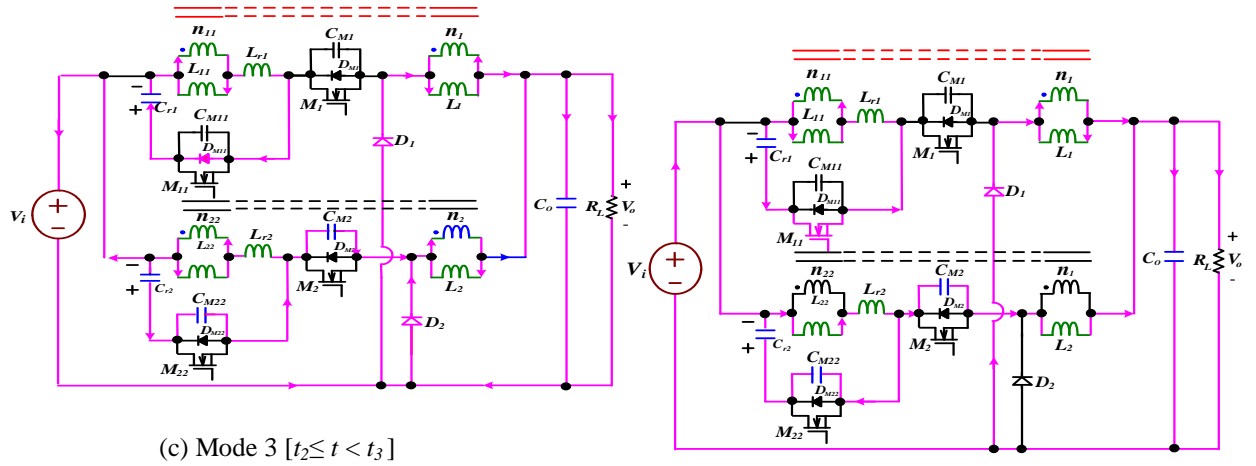 n11
Lr1
CM1
n1
L11
DM1
M1
L1
−
+
Cr1
CM11
DM11
M11
D1
Vi
+
−
n22
Lr2
CM2
n2
L22
DM2
M2
L2
−
+
Cr2
CM22
DM22
M22
D2
Co
RL
+
Vo
-
(c) Mode 3 [t2≤ t < t3]
n11
Lr1
CM1
n1
L11
DM1
M1
L1
−
+
Cr1
CM11
DM11
M11
D1
Vi
+
−
n22
Lr2
CM2
n1
L22
DM2
M2
L2
−
+
Cr2
CM22
DM22
M22
D2
Co
RL
+
Vo
-